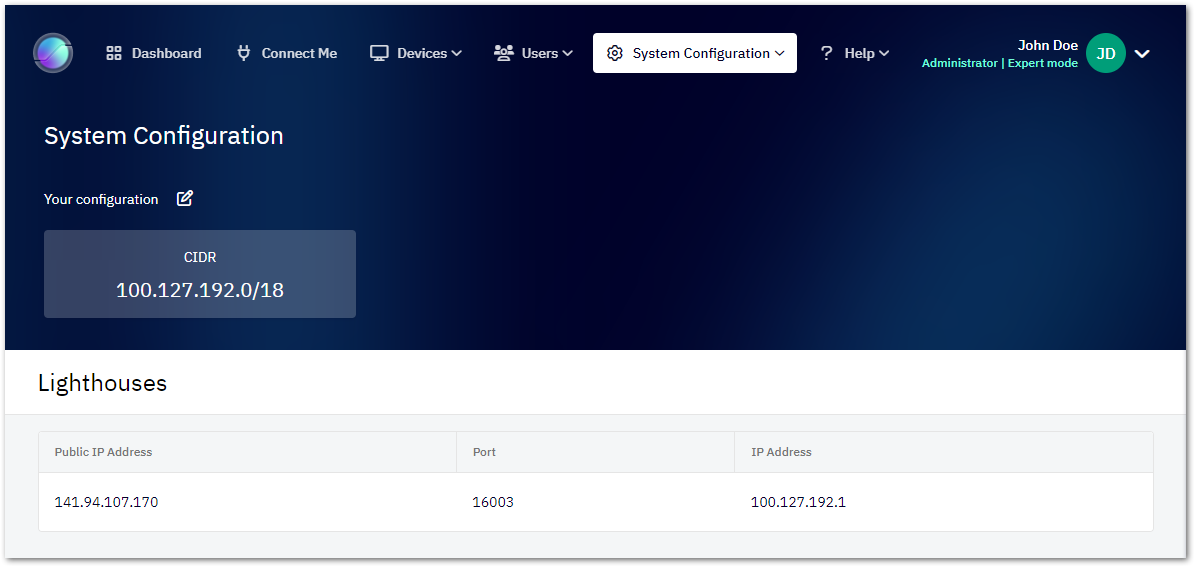 Dashboard Connect Me Devices Users System Configuration ? Help John Doe JD
Administrator | Expert mode
System Configuration
Your configuration
CIDR
100.127.192.0/18
Lighthouses
Public IP Address Port IP Address
141.94.107.170 16003 100.127.192.1